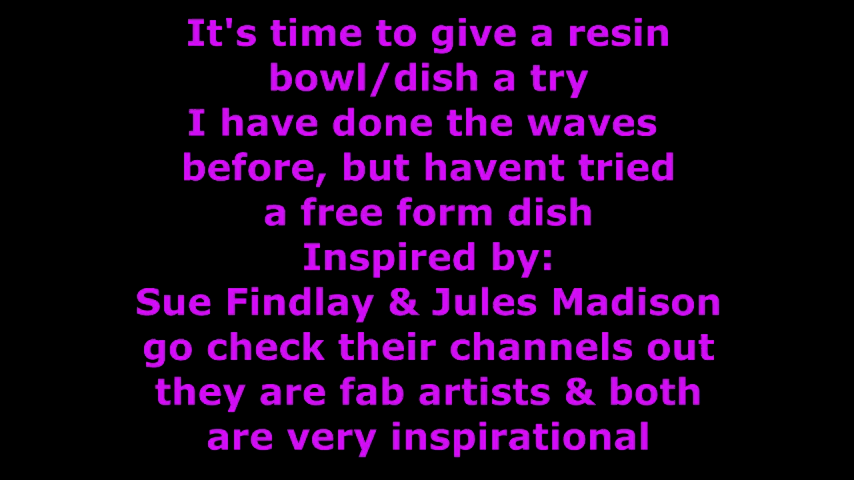 It's time to give a resin
bowl/dish a try
I have done the waves
before, but havent tried
a free form dish
Inspired by:
Sue Findlay & Jules Madison
go check their channels out
they are fab artists & both
are very inspirational